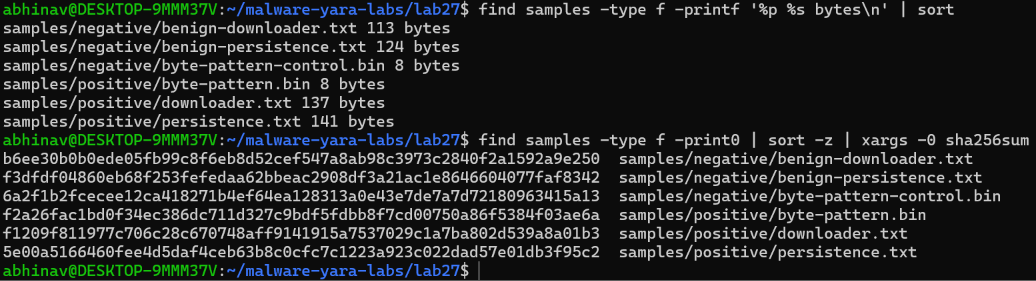 abhinav@DESKTOP-9MMM37V:~/malware-yara-labs/lab27$ find samples -type f -printf '%p %s bytes\n' | sort
samples/negative/benign-downloader.txt 113 bytes
samples/negative/benign-persistence.txt 124 bytes
samples/negative/byte-pattern-control.bin 8 bytes
samples/positive/byte-pattern.bin 8 bytes
samples/positive/downloader.txt 137 bytes
samples/positive/persistence.txt 141 bytes
abhinav@DESKTOP-9MMM37V:~/malware-yara-labs/lab27$ find samples -type f -print0 | sort -z | xargs -0 sha256sum
b6ee30b0b0ede05fb99c8f6eb8d52cef547a8ab98c3973c2840f2a1592a9e250  samples/negative/benign-downloader.txt
f3dfdf04860eb68f253fefedaa62bbeac2908df3a21ac1e8646604077faf8342  samples/negative/benign-persistence.txt
6a2f1b2fcecee12ca418271b4ef64ea128313a0e43e7de7a7d72180963415a13  samples/negative/byte-pattern-control.bin
f2a26fac1bd0f34ec386dc711d327c9bdf5fdbb8f7cd00750a86f5384f03ae6a  samples/positive/byte-pattern.bin
f1209f811977c706c28c670748aff9141915a7537029c1a7ba802d539a8a01b3  samples/positive/downloader.txt
5e00a5166460fee4d5daf4ceb63b8c0cfc7c1223a923c022dad57e01db3f95c2  samples/positive/persistence.txt
abhinav@DESKTOP-9MMM37V:~/malware-yara-labs/lab27$